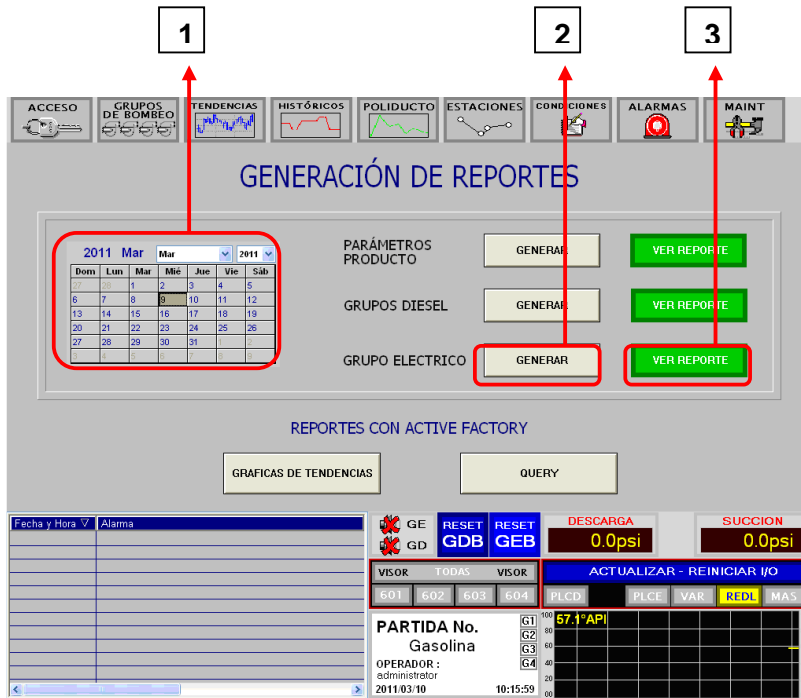 1 2 3
ACCESO GRUPOS DE BOMBEO TENDENCIAS HISTÓRICOS POLIDUCTO ESTACIONES CONDICIONES ALARMAS MAINT
GENERACIÓN DE REPORTES
2011 Mar Mar 2011
Dom Lun Mar Mié Jue Vie Sáb
27 28 1 2 3 4 5
6 7 8 9 10 11 12
13 14 15 16 17 18 19
20 21 22 23 24 25 26
27 28 29 30 31 1 2
3 4 5 6 7 8 9
PARÁMETROS PRODUCTO GENERAR VER REPORTE
GRUPOS DIESEL GENERAR VER REPORTE
GRUPO ELECTRICO GENERAR VER REPORTE
REPORTES CON ACTIVE FACTORY
GRAFICAS DE TENDENCIAS QUERY
Fecha y Hora Alarma
GE RESET GDB RESET GEB
GD
DESCARGA SUCCION
0.0psi 0.0psi
VISOR TODAS VISOR
601 602 603 604
ACTUALIZAR - REINICIAR I/O
PLCD PLCE VAR REDL MAS
PARTIDA No.
Gasolina
OPERADOR :
administrator
2011/03/10 10:15:59
G1
G2
G3
G4
57.1°API
100
80
60
40
20
00